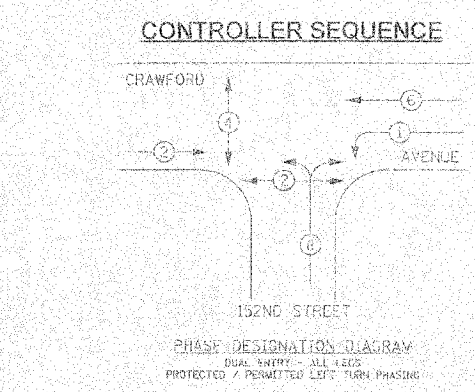 CONTROLLER SEQUENCE
CRAWFORD
6
4
1
2
AVENUE
2
8
152ND STREET
PHASE DESIGNATION DIAGRAM
DUAL ENTRY - ALL LEGS
PROTECTED / PERMITTED LEFT TURN PHASING